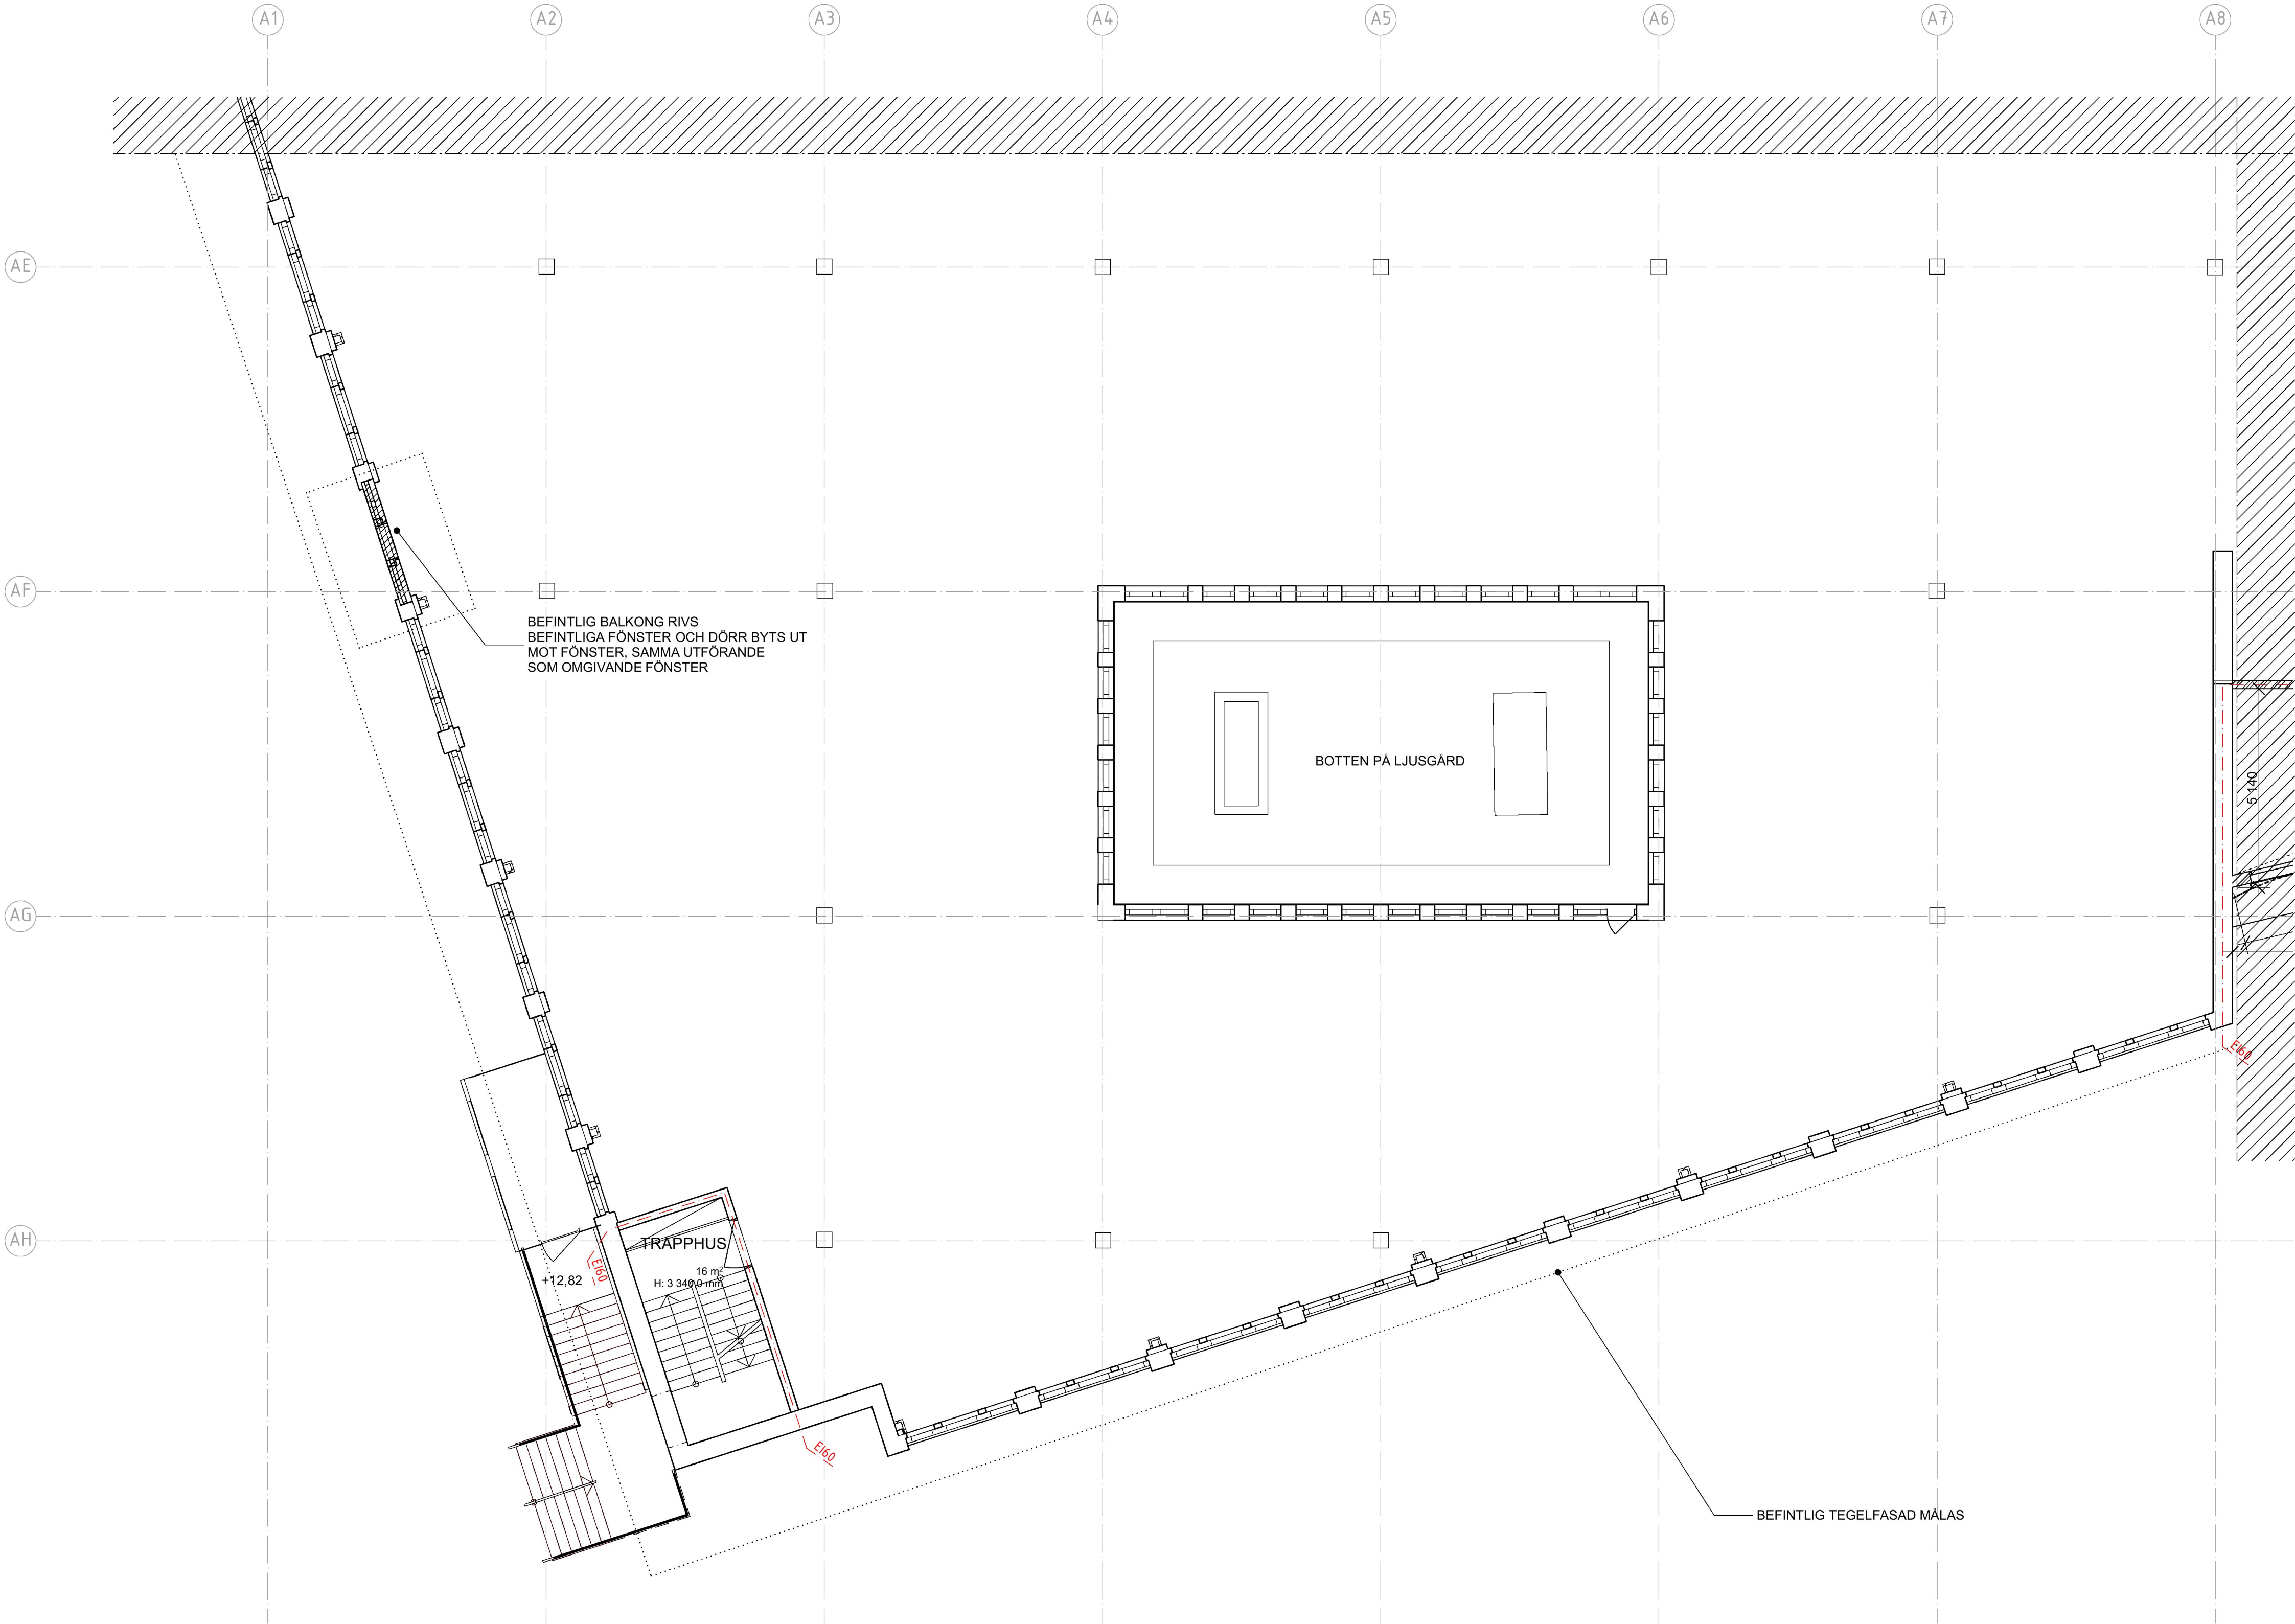 A1 A2 A3 A4 A5 A6 A7 A8
AE
AF
BEFINTLIG BALKONG RIVS
BEFINTLIGA FÖNSTER OCH DÖRR BYTS UT
MOT FÖNSTER, SAMMA UTFÖRANDE
SOM OMGIVANDE FÖNSTER
BOTTEN PÅ LJUSGÅRD
5 140
AG
EI60
AH
TRAPPHUS
16 m²
H: 3 340,0 mm
+12,82
EI60
EI60
BEFINTLIG TEGELFASAD MÅLAS